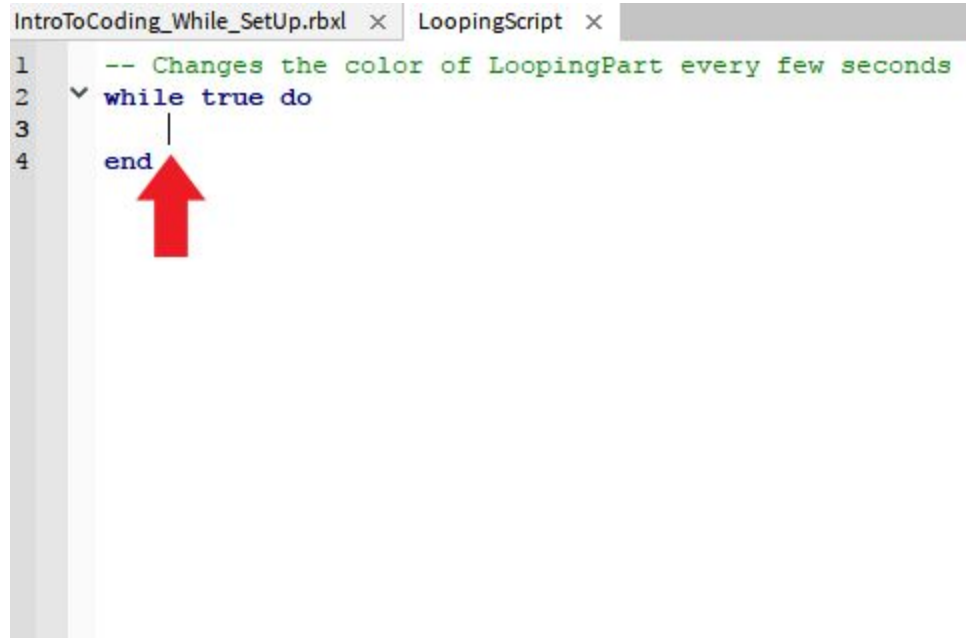 IntroToCoding_While_SetUp.rbxl × LoopingScript ×
1 -- Changes the color of LoopingPart every few seconds
2 while true do
3
4 end